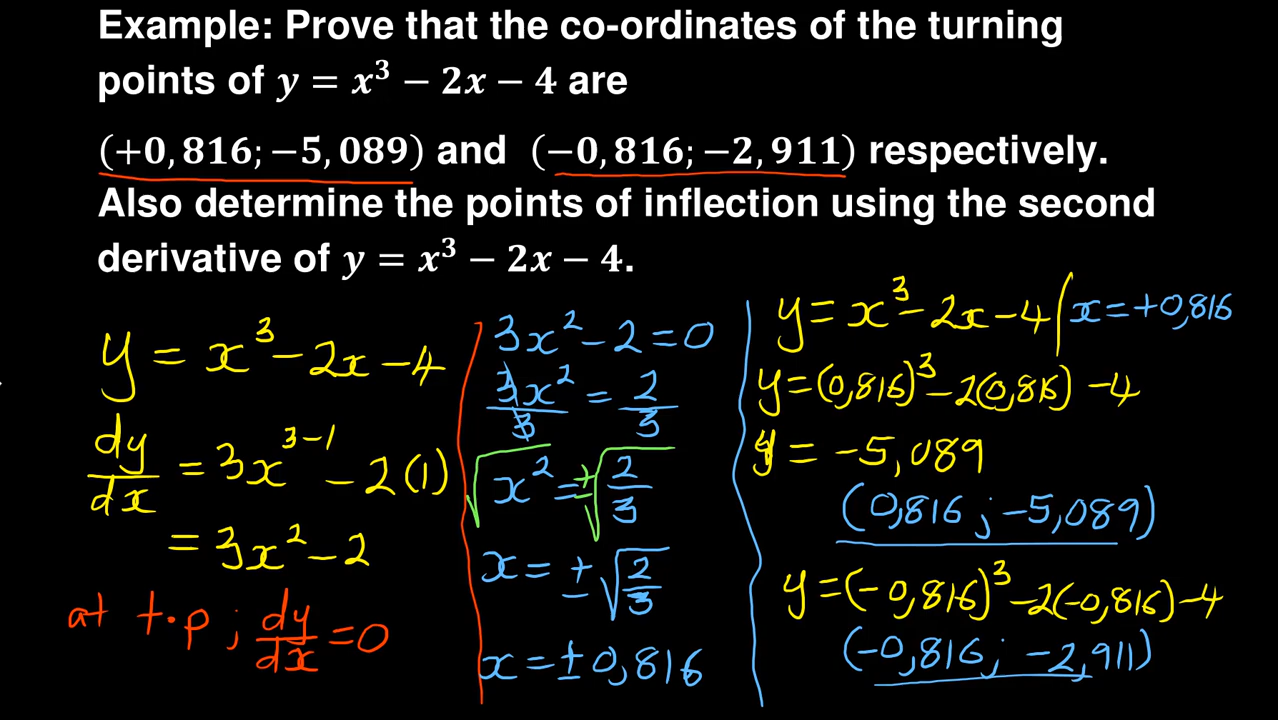 Example: Prove that the co-ordinates of the turning
points of y = x³ − 2x − 4 are
(+0,816; −5,089) and (−0,816; −2,911) respectively.
Also determine the points of inflection using the second
derivative of y = x³ − 2x − 4.
y = x³ − 2x − 4
dy/dx = 3x³⁻¹ − 2(1)
= 3x² − 2
at t.p ; dy/dx = 0
3x² − 2 = 0
3x²/3 = 2/3
√x² = ±√2/3
x = ±√2/3
x = ± 0,816
y = x³ − 2x − 4 / x = +0,816
y = (0,816)³ − 2(0,816) − 4
y = −5,089
(0,816 ; −5,089)
y = (−0,816)³ − 2(−0,816) − 4
(−0,816 ; −2,911)